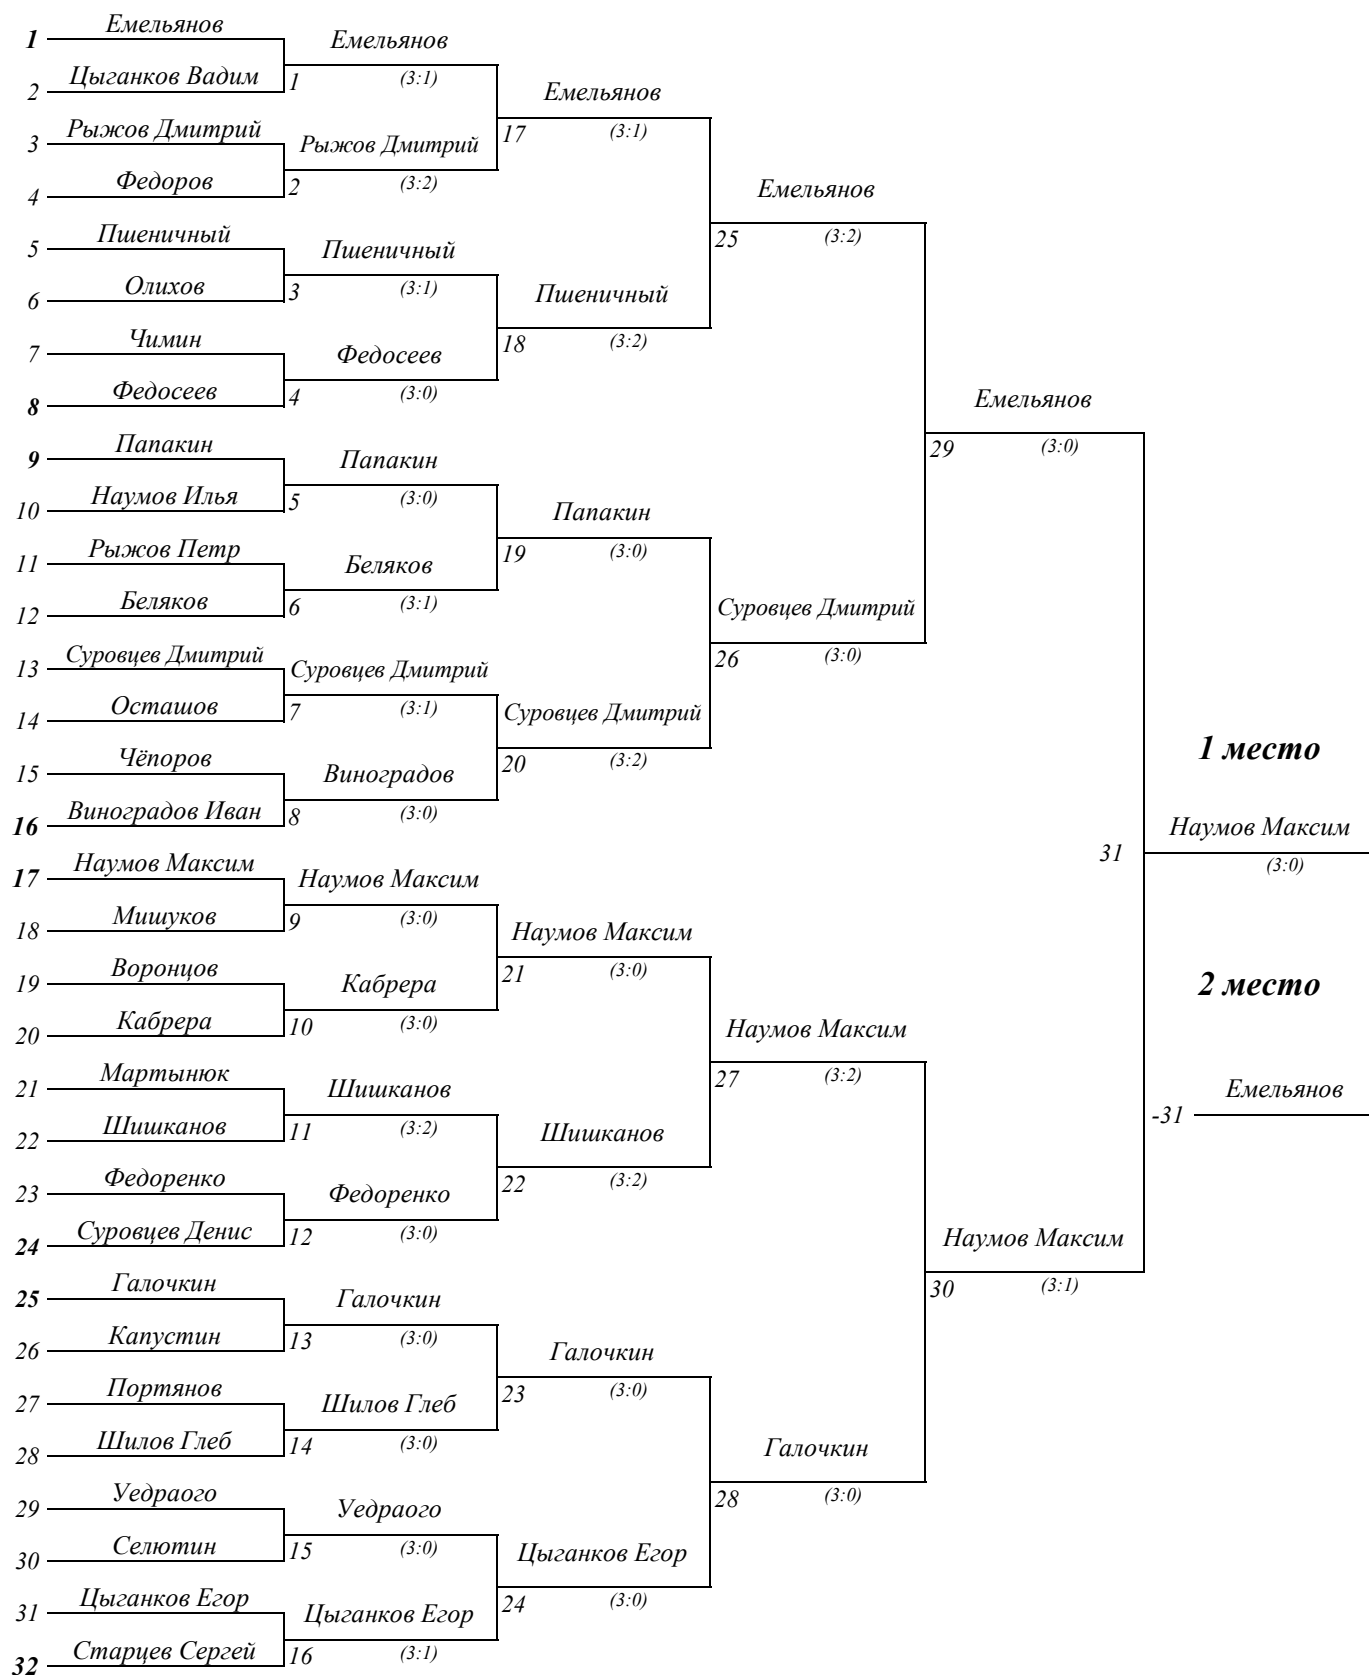 1 Емельянов
2 Цыганков Вадим
3 Рыжов Дмитрий
4 Федоров
5 Пшеничный
6 Олихов
7 Чимин
8 Федосеев
9 Папакин
10 Наумов Илья
11 Рыжов Петр
12 Беляков
13 Суровцев Дмитрий
14 Осташов
15 Чёпоров
16 Виноградов Иван
17 Наумов Максим
18 Мишуков
19 Воронцов
20 Кабрера
21 Мартынюк
22 Шишканов
23 Федоренко
24 Суровцев Денис
25 Галочкин
26 Капустин
27 Портянов
28 Шилов Глеб
29 Уедраого
30 Селютин
31 Цыганков Егор
32 Старцев Сергей
Емельянов
1 (3:1)
Рыжов Дмитрий
2 (3:2)
Пшеничный
3 (3:1)
Федосеев
4 (3:0)
Папакин
5 (3:0)
Беляков
6 (3:1)
Суровцев Дмитрий
7 (3:1)
Виноградов
8 (3:0)
Наумов Максим
9 (3:0)
Кабрера
10 (3:0)
Шишканов
11 (3:2)
Федоренко
12 (3:0)
Галочкин
13 (3:0)
Шилов Глеб
14 (3:0)
Уедраого
15 (3:0)
Цыганков Егор
16 (3:1)
Емельянов
17 (3:1)
Пшеничный
18 (3:2)
Папакин
19 (3:0)
Суровцев Дмитрий
20 (3:2)
Наумов Максим
21 (3:0)
Шишканов
22 (3:2)
Галочкин
23 (3:0)
Цыганков Егор
24 (3:0)
Емельянов
25 (3:2)
Суровцев Дмитрий
26 (3:0)
Наумов Максим
27 (3:2)
Галочкин
28 (3:0)
Емельянов
29 (3:0)
Наумов Максим
30 (3:1)
1 место
Наумов Максим
31 (3:0)
2 место
Емельянов
-31